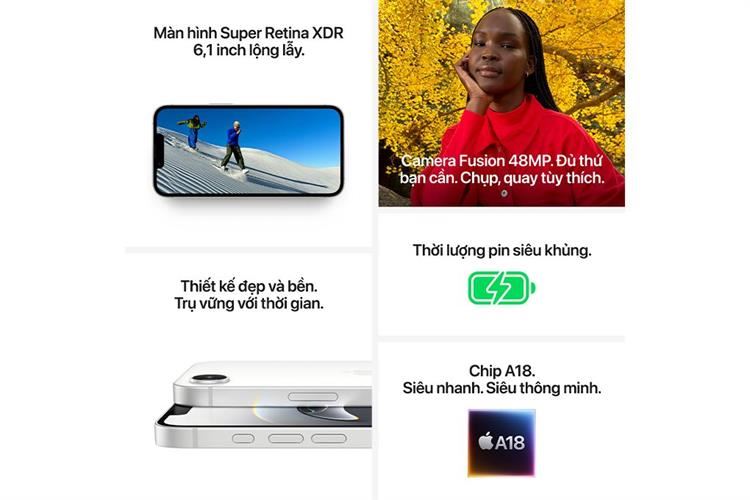 Màn hình Super Retina XDR
6,1 inch lộng lẫy.
Camera Fusion 48MP. Đủ thứ
bạn cần. Chụp, quay tùy thích.
Thời lượng pin siêu khủng.
Thiết kế đẹp và bền.
Trụ vững với thời gian.
Chip A18.
Siêu nhanh. Siêu thông minh.
A18